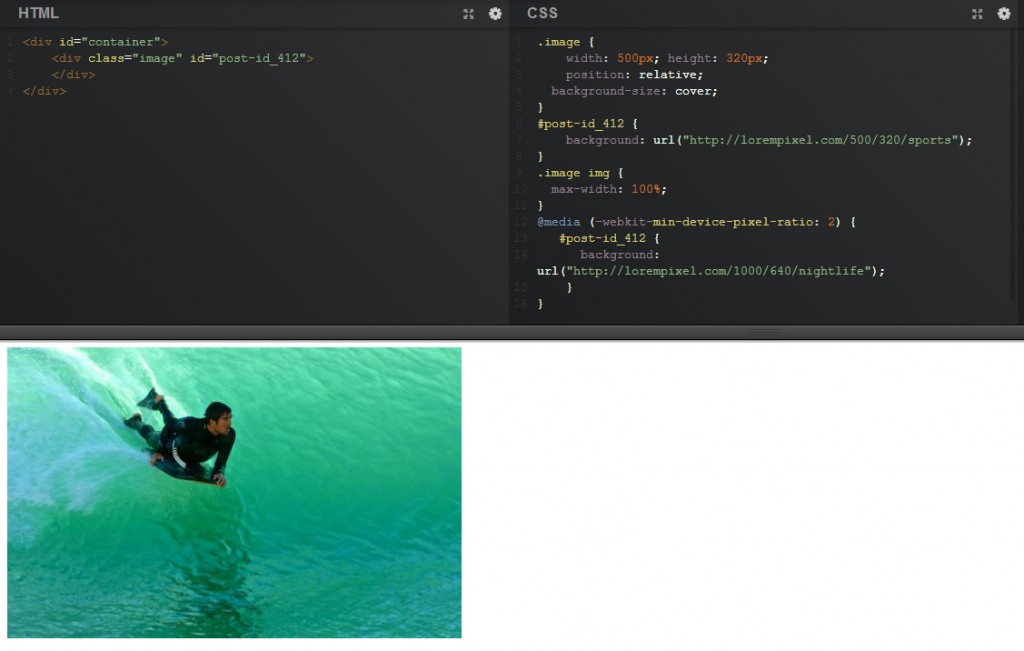 HTML
1 <div id="container">
2     <div class="image" id="post-id_412">
3     </div>
4 </div>
CSS
1 .image {
2     width: 500px; height: 320px;
3     position: relative;
4   background-size: cover;
5 }
6 #post-id_412 {
7     background: url("http://lorempixel.com/500/320/sports");
8 }
9 .image img {
10   max-width: 100%;
11 }
12 @media (-webkit-min-device-pixel-ratio: 2) {
13    #post-id_412 {
14       background:
url("http://lorempixel.com/1000/640/nightlife");
15     }
16 }